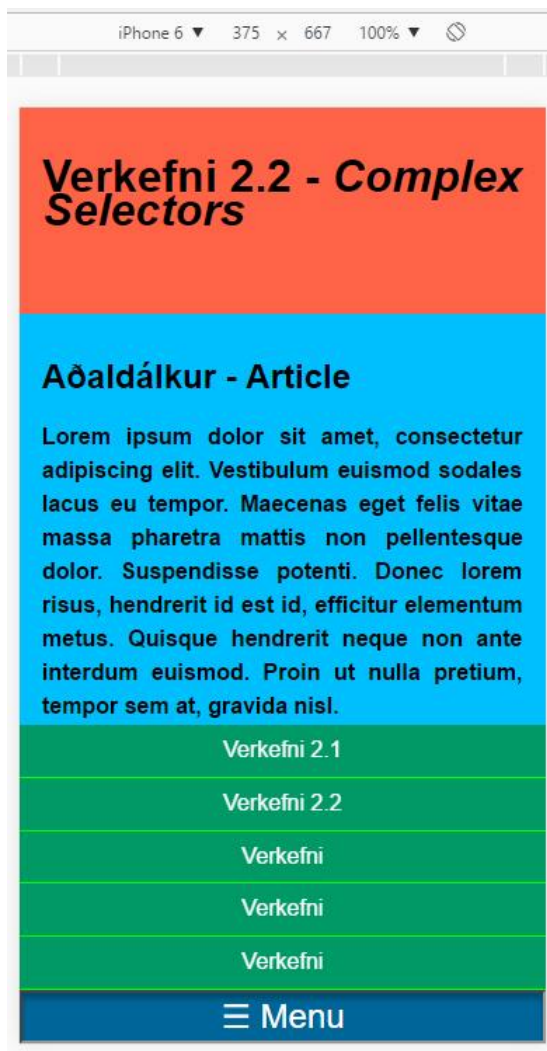 iPhone 6 ▼ 375 × 667 100% ▼
Verkefni 2.2 - Complex
Selectors
Aðaldálkur - Article
Lorem ipsum dolor sit amet, consectetur
adipiscing elit. Vestibulum euismod sodales
lacus eu tempor. Maecenas eget felis vitae
massa pharetra mattis non pellentesque
dolor. Suspendisse potenti. Donec lorem
risus, hendrerit id est id, efficitur elementum
metus. Quisque hendrerit neque non ante
interdum euismod. Proin ut nulla pretium,
tempor sem at, gravida nisl.
Verkefni 2.1
Verkefni 2.2
Verkefni
Verkefni
Verkefni
☰ Menu